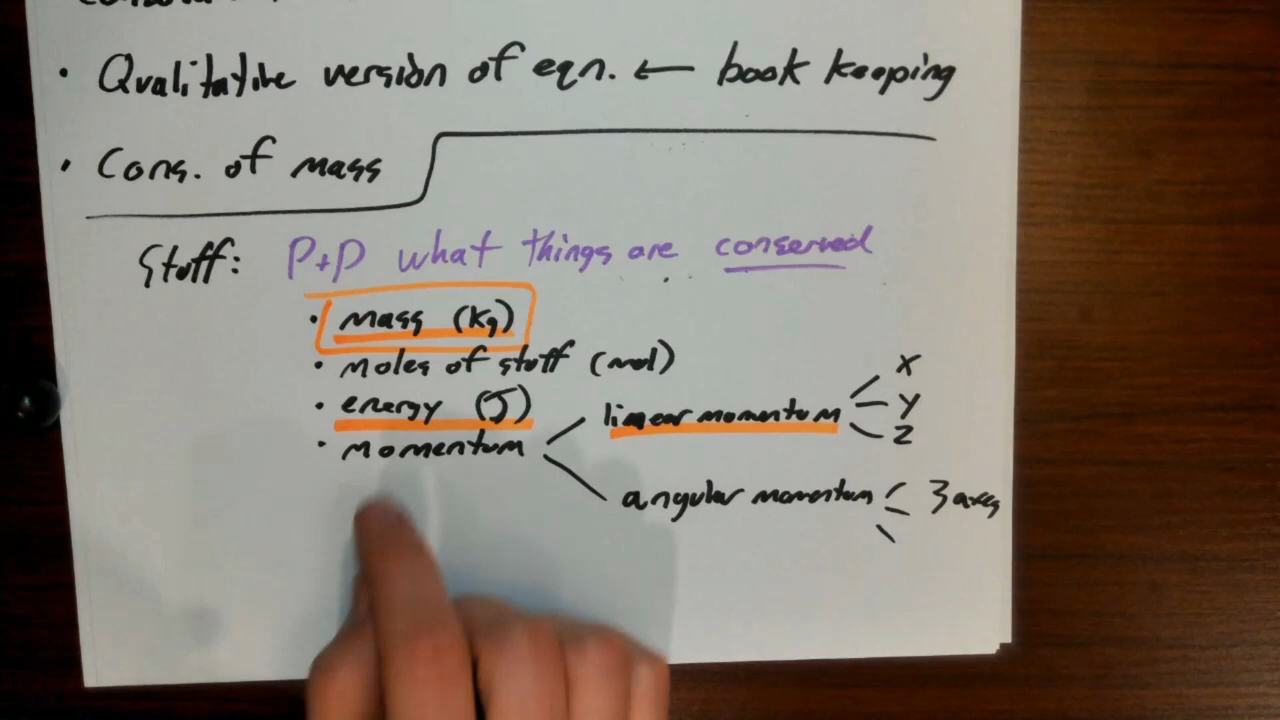 • Qualitative version of eqn. ← book keeping
• Cons. of mass
Stuff: P+P what things are conserved
• mass (kg)
• moles of stuff (mol)
• energy (J)
• momentum
linear momentum
x
y
z
angular momentum
3 axes